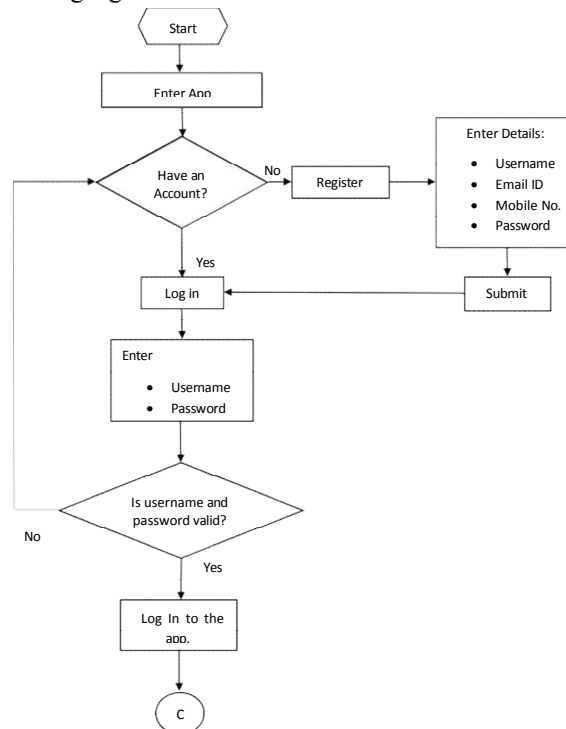 Start
Enter App
Have an
Account?
No
Register
Enter Details:
• Username
• Email ID
• Mobile No.
• Password
Yes
Log in
Submit
Enter
• Username
• Password
Is username and
password valid?
No
Yes
Log In to the
app.
C